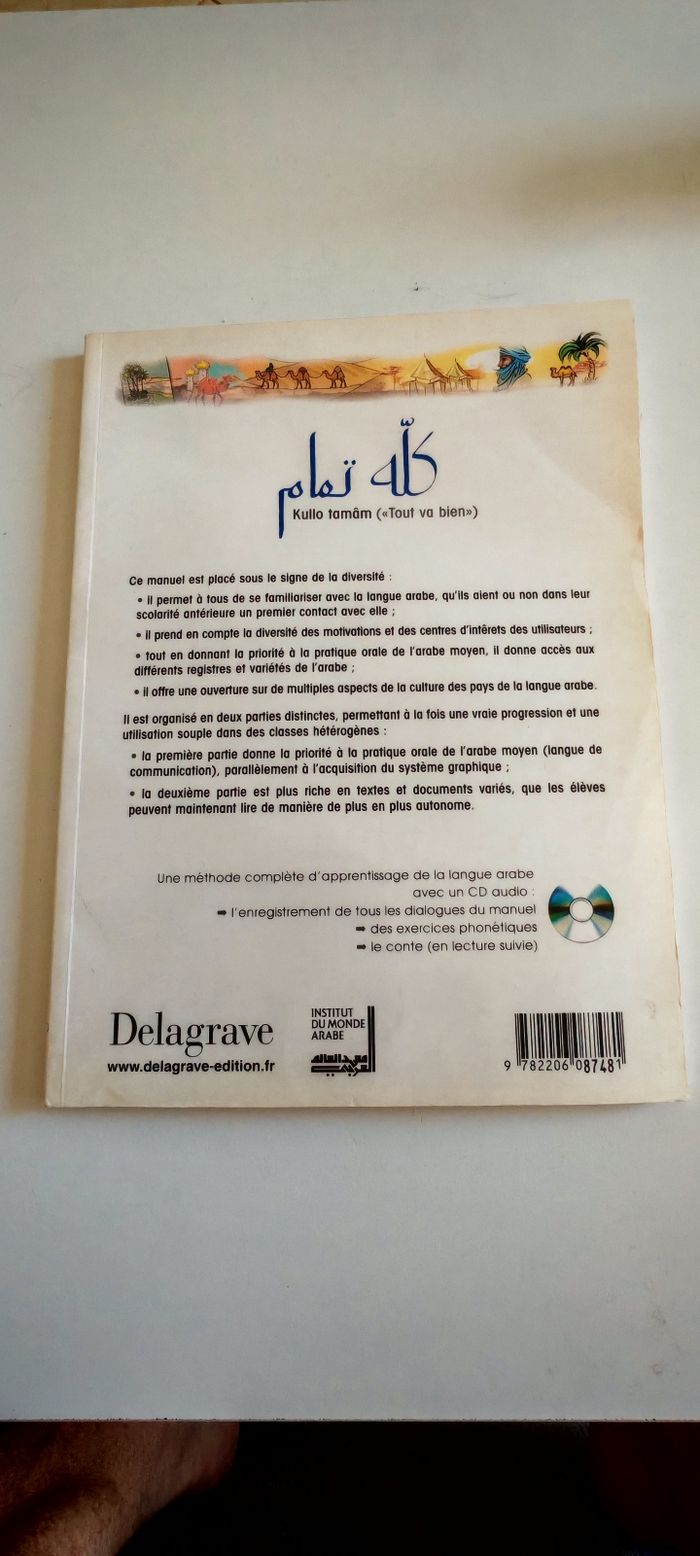 كلّه تمام
Kullo tamâm («Tout va bien»)
Ce manuel est placé sous le signe de la diversité :
• il permet à tous de se familiariser avec la langue arabe, qu'ils aient ou non dans leur
scolarité antérieure un premier contact avec elle ;
• il prend en compte la diversité des motivations et des centres d'intérêts des utilisateurs ;
• tout en donnant la priorité à la pratique orale de l'arabe moyen, il donne accès aux
différents registres et variétés de l'arabe ;
• il offre une ouverture sur de multiples aspects de la culture des pays de la langue arabe.
Il est organisé en deux parties distinctes, permettant à la fois une vraie progression et une
utilisation souple dans des classes hétérogènes :
• la première partie donne la priorité à la pratique orale de l'arabe moyen (langue de
communication), parallèlement à l'acquisition du système graphique ;
• la deuxième partie est plus riche en textes et documents variés, que les élèves
peuvent maintenant lire de manière de plus en plus autonome.
Une méthode complète d'apprentissage de la langue arabe
avec un CD audio :
➡ l'enregistrement de tous les dialogues du manuel
➡ des exercices phonétiques
➡ le conte (en lecture suivie)
Delagrave
www.delagrave-edition.fr
INSTITUT
DU MONDE
ARABE
معهد العالم
العربي
9 782206 087481